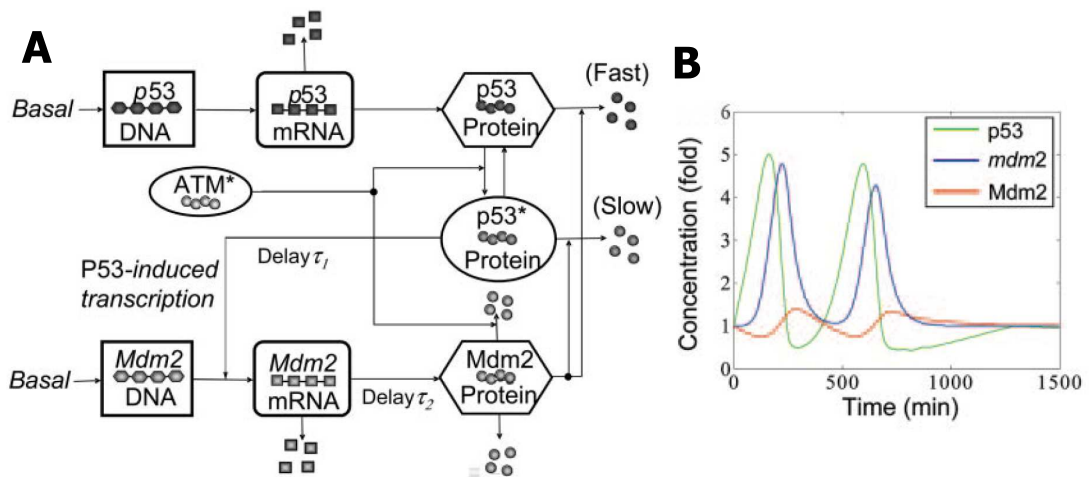 A
Basal
p53
DNA
p53
mRNA
p53
Protein
(Fast)
ATM*
p53*
Protein
(Slow)
Delay τ1
P53-induced
transcription
Basal
Mdm2
DNA
Mdm2
mRNA
Delay τ2
Mdm2
Protein
B
Concentration (fold)
6
5
4
3
2
1
0
0
500
1000
1500
Time (min)
p53
mdm2
Mdm2